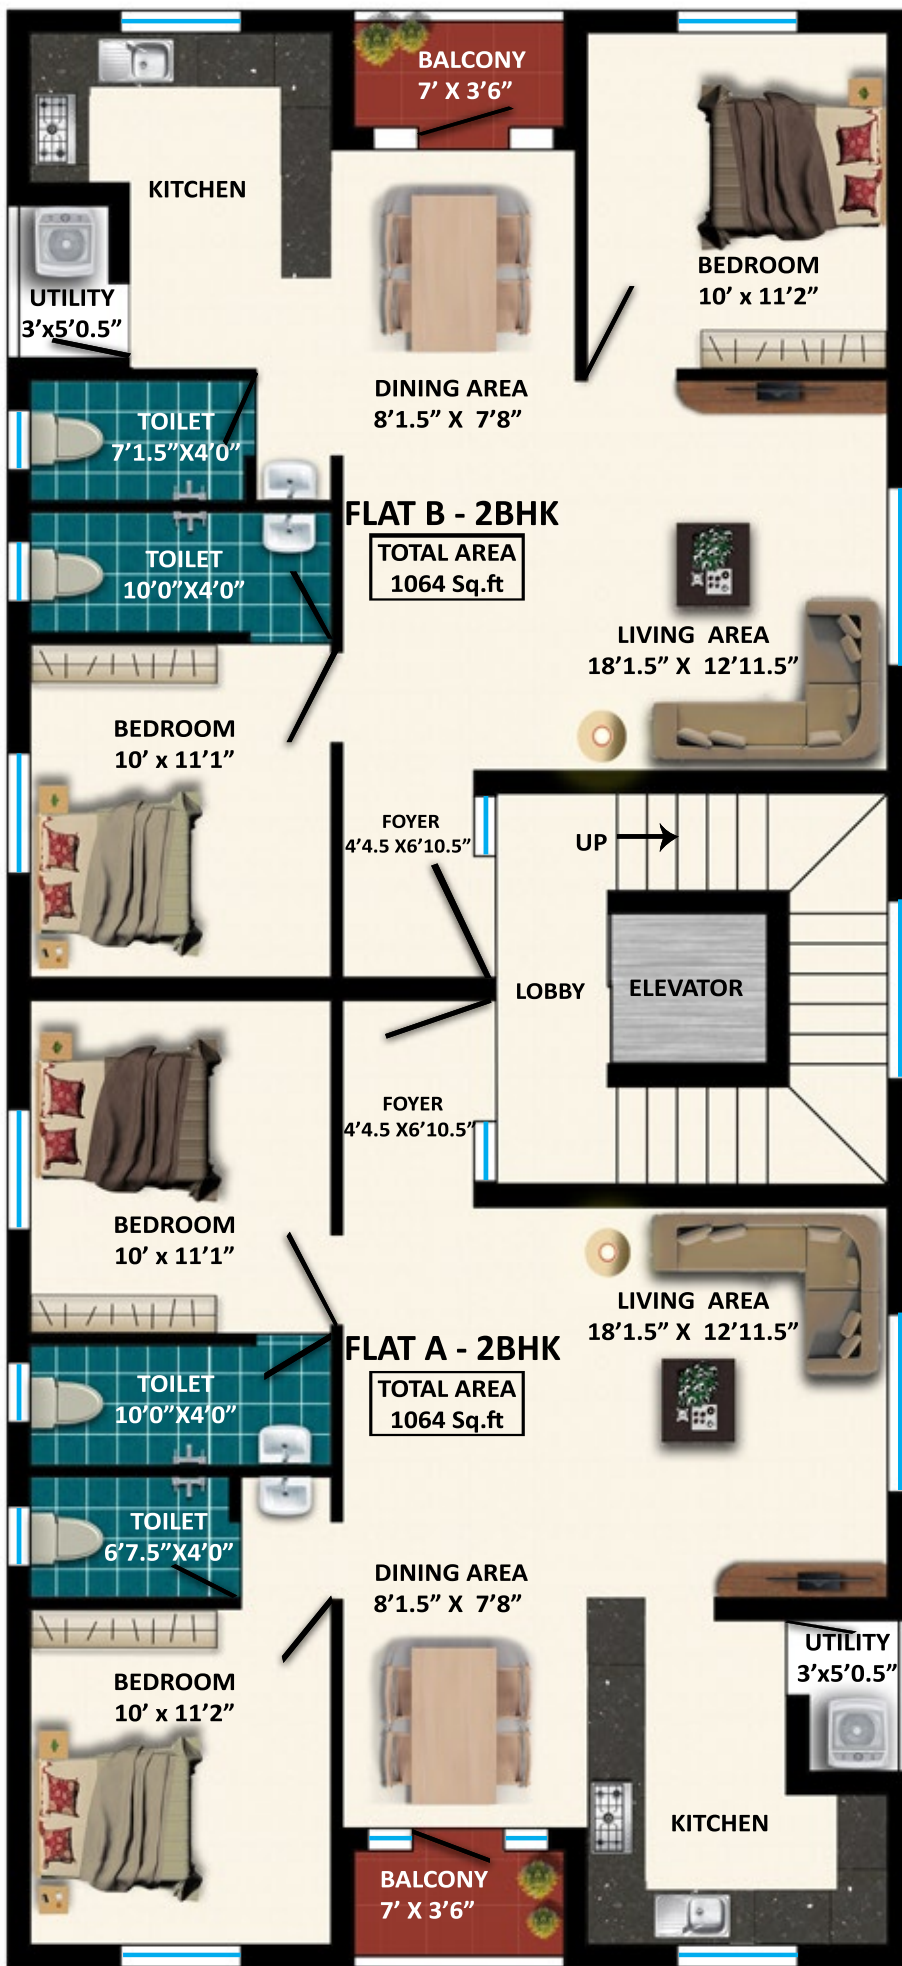 BALCONY
7’ X 3’6”
KITCHEN
BEDROOM
10’ x 11’2”
UTILITY
3’x5’0.5”
DINING AREA
8’1.5” X 7’8”
TOILET
7’1.5”X4’0”
FLAT B - 2BHK
TOTAL AREA
1064 Sq.ft
TOILET
10’0”X4’0”
LIVING AREA
18’1.5” X 12’11.5”
BEDROOM
10’ x 11’1”
FOYER
4’4.5 X6’10.5”
UP
LOBBY
ELEVATOR
FOYER
4’4.5 X6’10.5”
BEDROOM
10’ x 11’1”
LIVING AREA
18’1.5” X 12’11.5”
FLAT A - 2BHK
TOTAL AREA
1064 Sq.ft
TOILET
10’0”X4’0”
TOILET
6’7.5”X4’0”
DINING AREA
8’1.5” X 7’8”
UTILITY
3’x5’0.5”
BEDROOM
10’ x 11’2”
KITCHEN
BALCONY
7’ X 3’6”